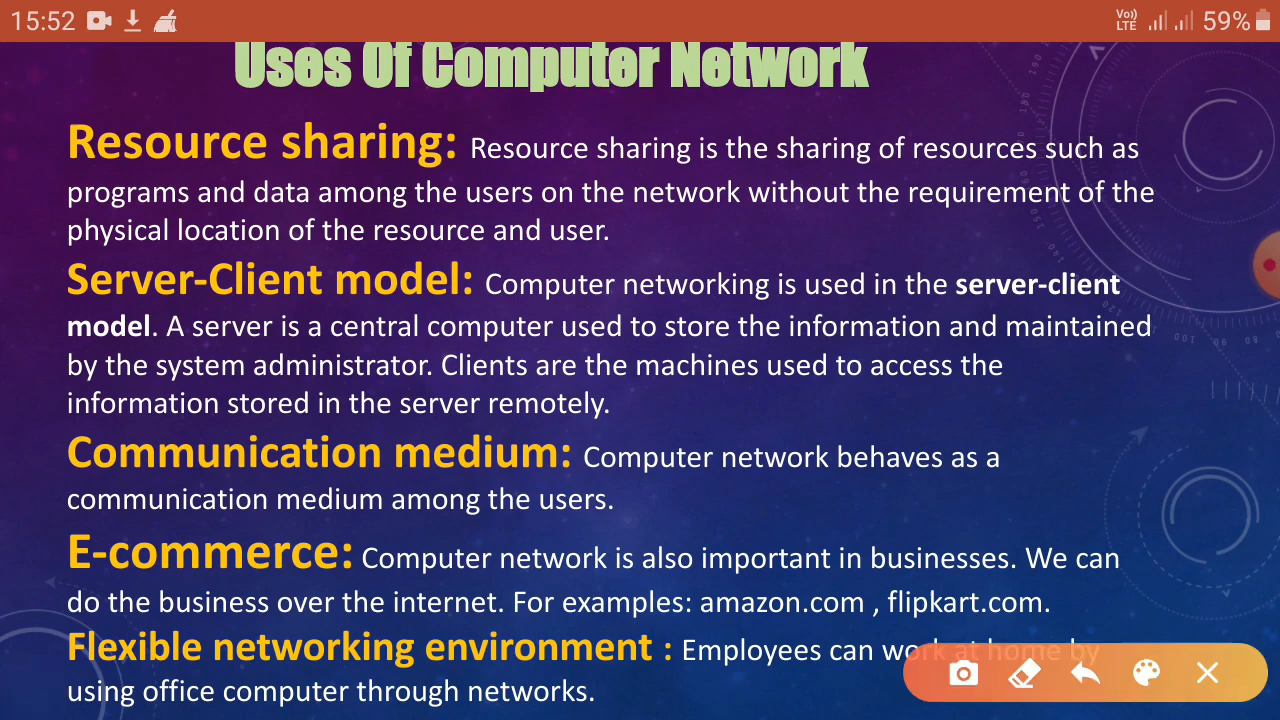 15:52
Vo)) LTE 59%
Uses Of Computer Network
Resource sharing: Resource sharing is the sharing of resources such as
programs and data among the users on the network without the requirement of the
physical location of the resource and user.
Server-Client model: Computer networking is used in the server-client
model. A server is a central computer used to store the information and maintained
by the system administrator. Clients are the machines used to access the
information stored in the server remotely.
Communication medium: Computer network behaves as a
communication medium among the users.
E-commerce: Computer network is also important in businesses. We can
do the business over the internet. For examples: amazon.com , flipkart.com.
Flexible networking environment : Employees can work at home by
using office computer through networks.